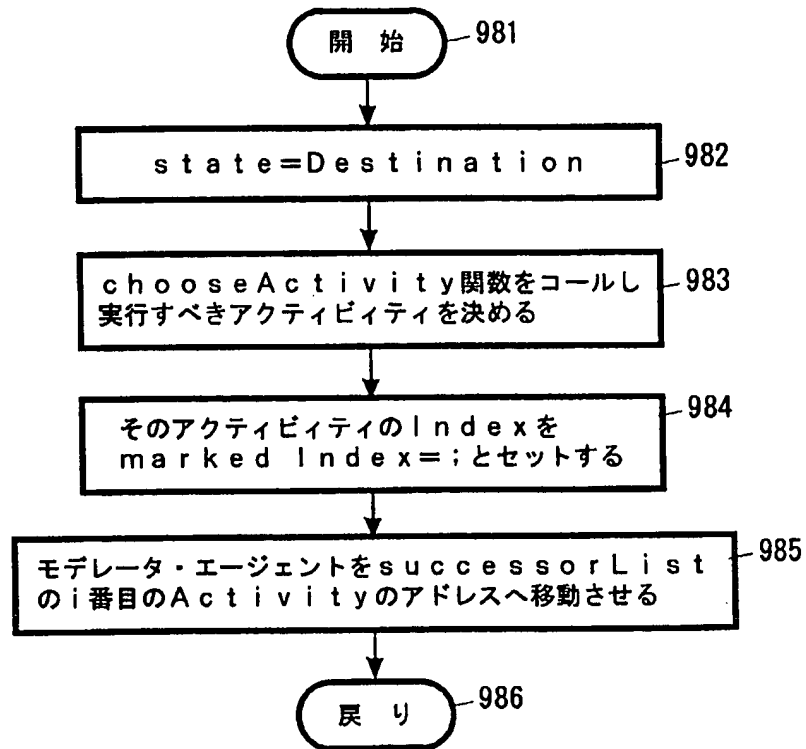 開 始
981
state=Destination
982
chooseActivity関数をコールし
実行すべきアクティビィティを決める
983
そのアクティビィティのIndexを
marked Index=;とセットする
984
モデレータ・エージェントをsuccessorList
のi番目のActivityのアドレスへ移動させる
985
戻 り
986